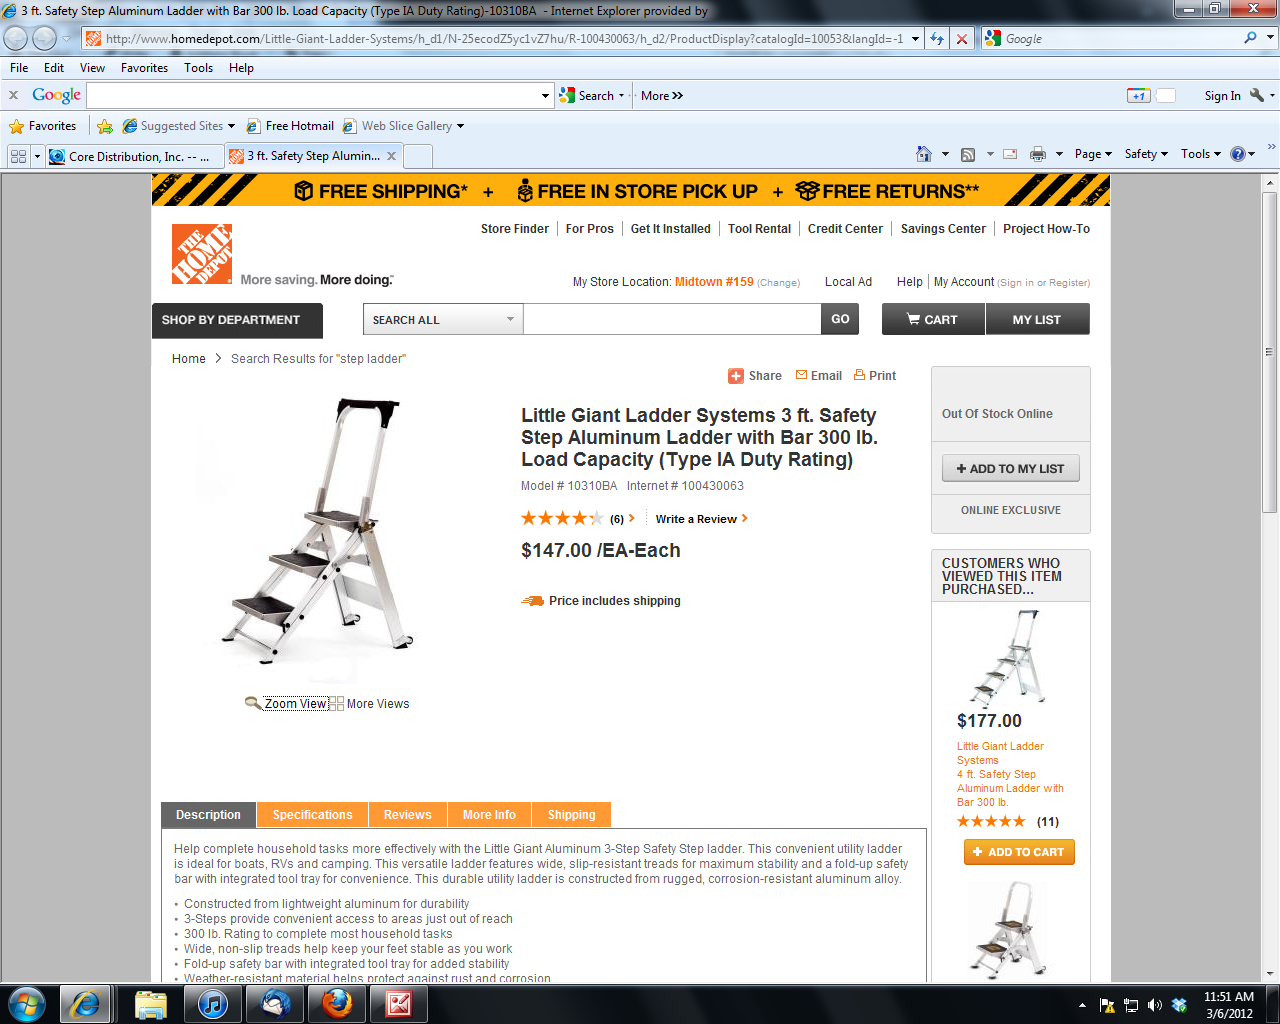 3 ft. Safety Step Aluminum Ladder with Bar 300 lb. Load Capacity (Type IA Duty Rating)-10310BA - Internet Explorer provided by
http://www.homedepot.com/Little-Giant-Ladder-Systems/h_d1/N-25ecodZ5yc1vZ7hu/R-100430063/h_d2/ProductDisplay?catalogId=10053&langId=-1
Google
File Edit View Favorites Tools Help
x Google Search More >> +1 Sign In
Favorites Suggested Sites Free Hotmail Web Slice Gallery
Core Distribution, Inc. -- ... 3 ft. Safety Step Alumin... X Page Safety Tools
FREE SHIPPING* + FREE IN STORE PICK UP + FREE RETURNS**
Store Finder For Pros Get It Installed Tool Rental Credit Center Savings Center Project How-To
THE HOME DEPOT
More saving. More doing.™
My Store Location: Midtown #159 (Change) Local Ad Help My Account (Sign in or Register)
SHOP BY DEPARTMENT SEARCH ALL GO CART MY LIST
Home > Search Results for "step ladder"
Share Email Print
Little Giant Ladder Systems 3 ft. Safety
Step Aluminum Ladder with Bar 300 lb.
Load Capacity (Type IA Duty Rating)
Model # 10310BA Internet # 100430063
(6) Write a Review
$147.00 /EA-Each
Price includes shipping
Zoom View More Views
Out Of Stock Online
+ ADD TO MY LIST
ONLINE EXCLUSIVE
CUSTOMERS WHO
VIEWED THIS ITEM
PURCHASED...
$177.00
Little Giant Ladder
Systems
4 ft. Safety Step
Aluminum Ladder with
Bar 300 lb.
(11)
+ ADD TO CART
Description Specifications Reviews More Info Shipping
Help complete household tasks more effectively with the Little Giant Aluminum 3-Step Safety Step ladder. This convenient utility ladder
is ideal for boats, RVs and camping. This versatile ladder features wide, slip-resistant treads for maximum stability and a fold-up safety
bar with integrated tool tray for convenience. This durable utility ladder is constructed from rugged, corrosion-resistant aluminum alloy.
• Constructed from lightweight aluminum for durability
• 3-Steps provide convenient access to areas just out of reach
• 300 lb. Rating to complete most household tasks
• Wide, non-slip treads help keep your feet stable as you work
• Fold-up safety bar with integrated tool tray for added stability
• Weather-resistant material helps protect against rust and corrosion
11:51 AM
3/6/2012